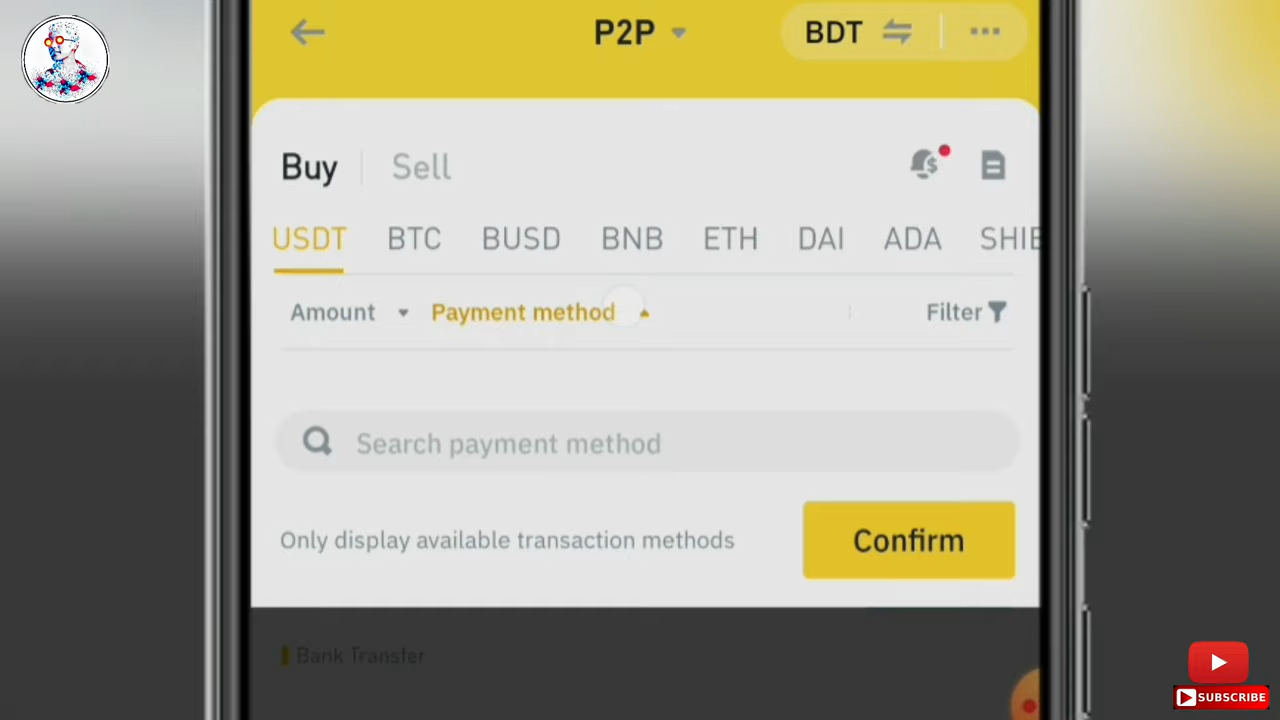 P2P
BDT
Buy
Sell
USDT BTC BUSD BNB ETH DAI ADA SHIB
Amount Payment method Filter
Search payment method
Only display available transaction methods
Confirm
Bank Transfer
SUBSCRIBE